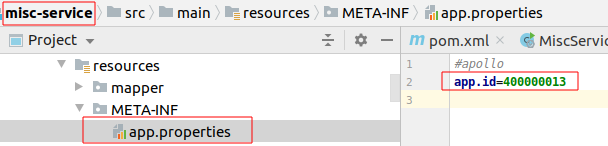 misc-service src main resources META-INF app.properties
Project
pom.xml MiscServic
resources
mapper
META-INF
app.properties
1 #apollo
2 app.id=400000013
3